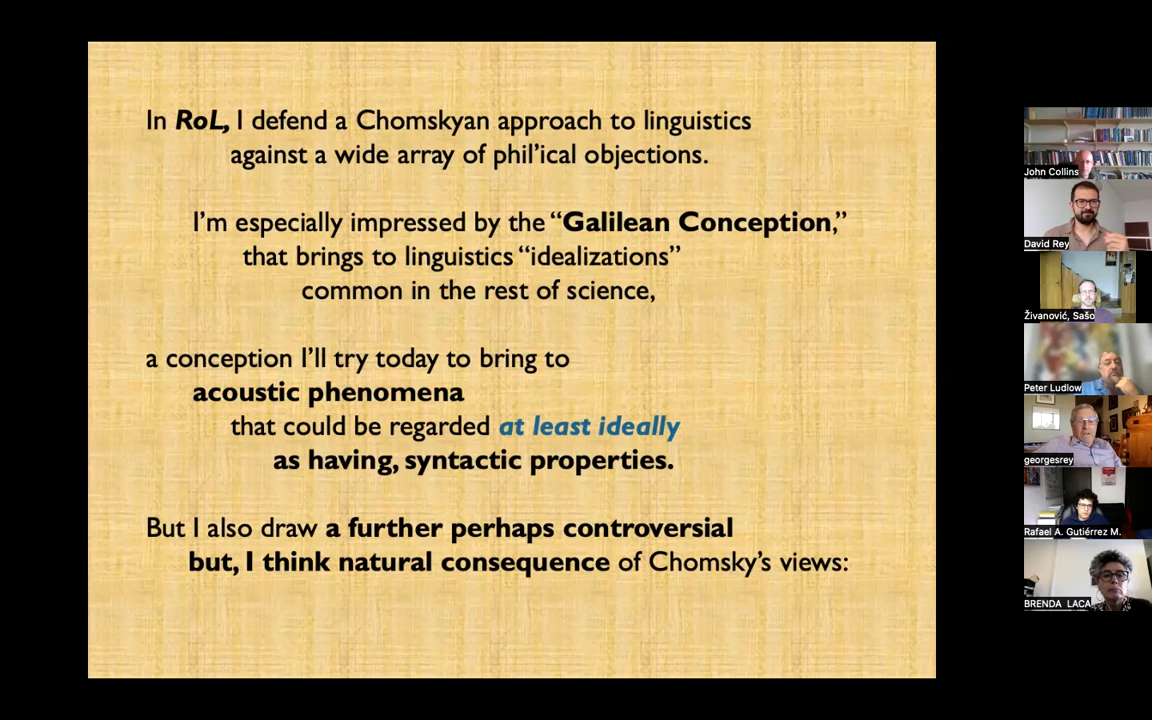 In RoL, I defend a Chomskyan approach to linguistics
against a wide array of phil'ical objections.
I'm especially impressed by the “Galilean Conception,”
that brings to linguistics “idealizations”
common in the rest of science,
a conception I'll try today to bring to
acoustic phenomena
that could be regarded at least ideally
as having, syntactic properties.
But I also draw a further perhaps controversial
but, I think natural consequence of Chomsky's views:
John Collins
David Rey
Živanović, Sašo
Peter Ludlow
georgesrey
Rafael A. Gutiérrez M.
BRENDA LACA